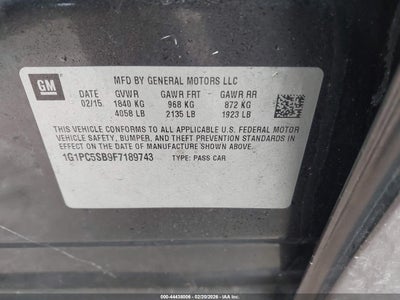 GM
MFD BY GENERAL MOTORS LLC
DATE GVWR GAWR FRT GAWR RR
02/15 1840 KG 968 KG 872 KG
4058 LB 2135 LB 1923 LB
THIS VEHICLE CONFORMS TO ALL APPLICABLE U.S. FEDERAL MOTOR
VEHICLE SAFETY, BUMPER, AND THEFT PREVENTION STANDARDS IN
EFFECT ON THE DATE OF MANUFACTURE SHOWN ABOVE.
1G1PC5SB9F7189743 TYPE: PASS CAR
000-44438006 - 02/20/2026 - IAA Inc.